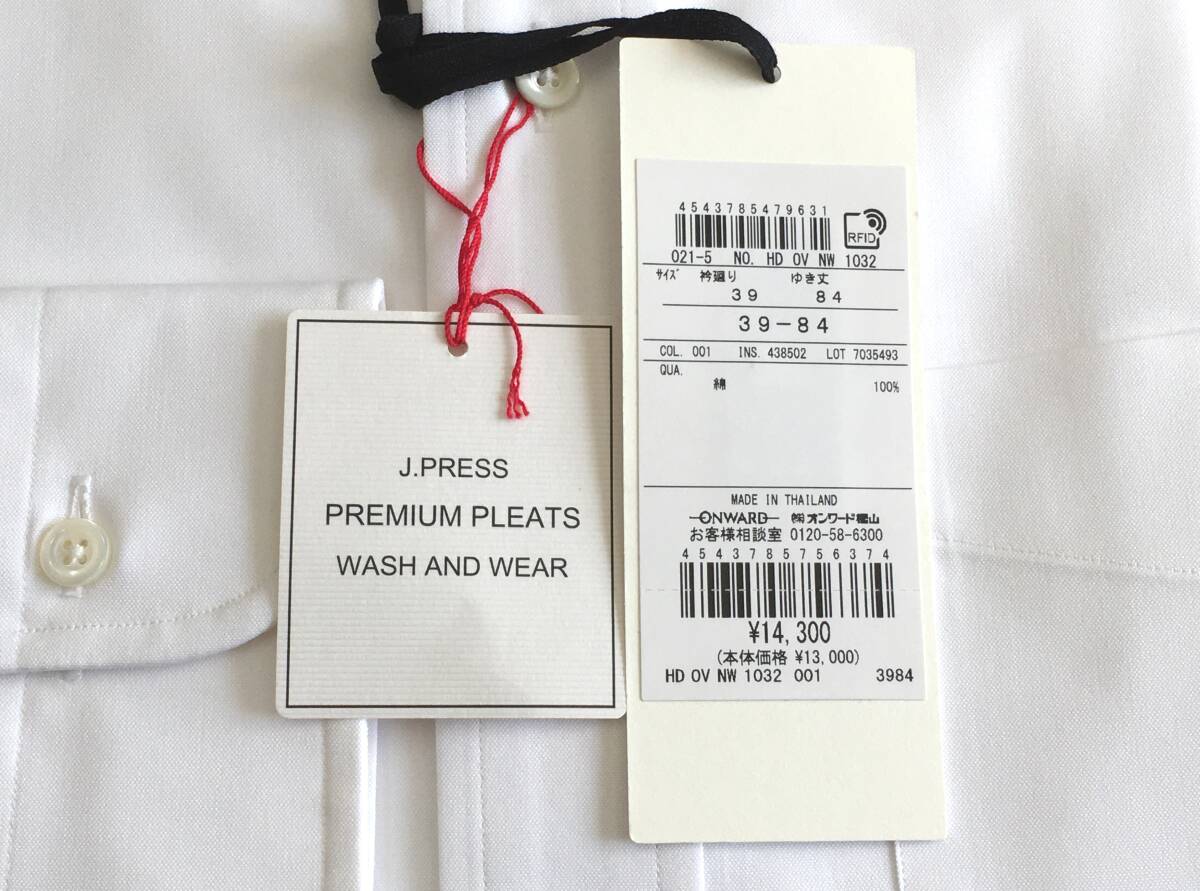 J.PRESS
PREMIUM PLEATS
WASH AND WEAR
4543785479631
RFID
021-5 NO. HD OV NW 1032
ｻｲｽﾞ 衿廻り ゆき丈
39 84
39-84
COL. 001 INS. 438502 LOT 7035493
QUA.
綿 100%
MADE IN THAILAND
ONWARD ㈱オンワード樫山
お客様相談室 0120-58-6300
4543785756374
¥14,300
(本体価格 ¥13,000)
HD OV NW 1032 001 3984